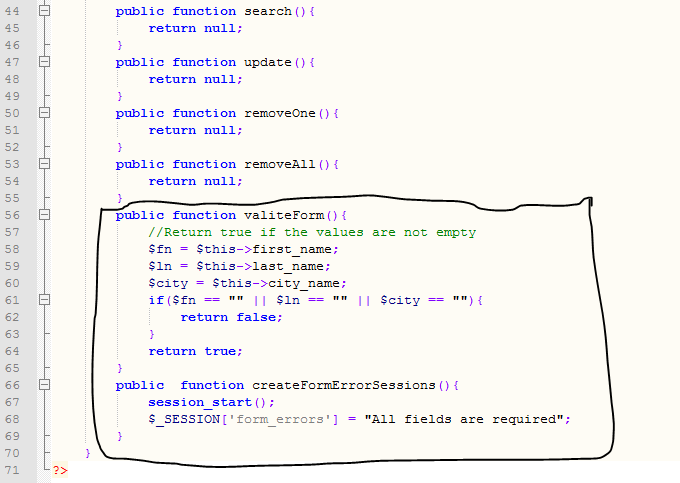 44 public function search(){
45 return null;
46 }
47 public function update(){
48 return null;
49 }
50 public function removeOne(){
51 return null;
52 }
53 public function removeAll(){
54 return null;
55 }
56 public function valiteForm(){
57 //Return true if the values are not empty
58 $fn = $this->first_name;
59 $ln = $this->last_name;
60 $city = $this->city_name;
61 if($fn == "" || $ln == "" || $city == ""){
62 return false;
63 }
64 return true;
65 }
66 public  function createFormErrorSessions(){
67 session_start();
68 $_SESSION['form_errors'] = "All fields are required";
69 }
70 }
71 ?>